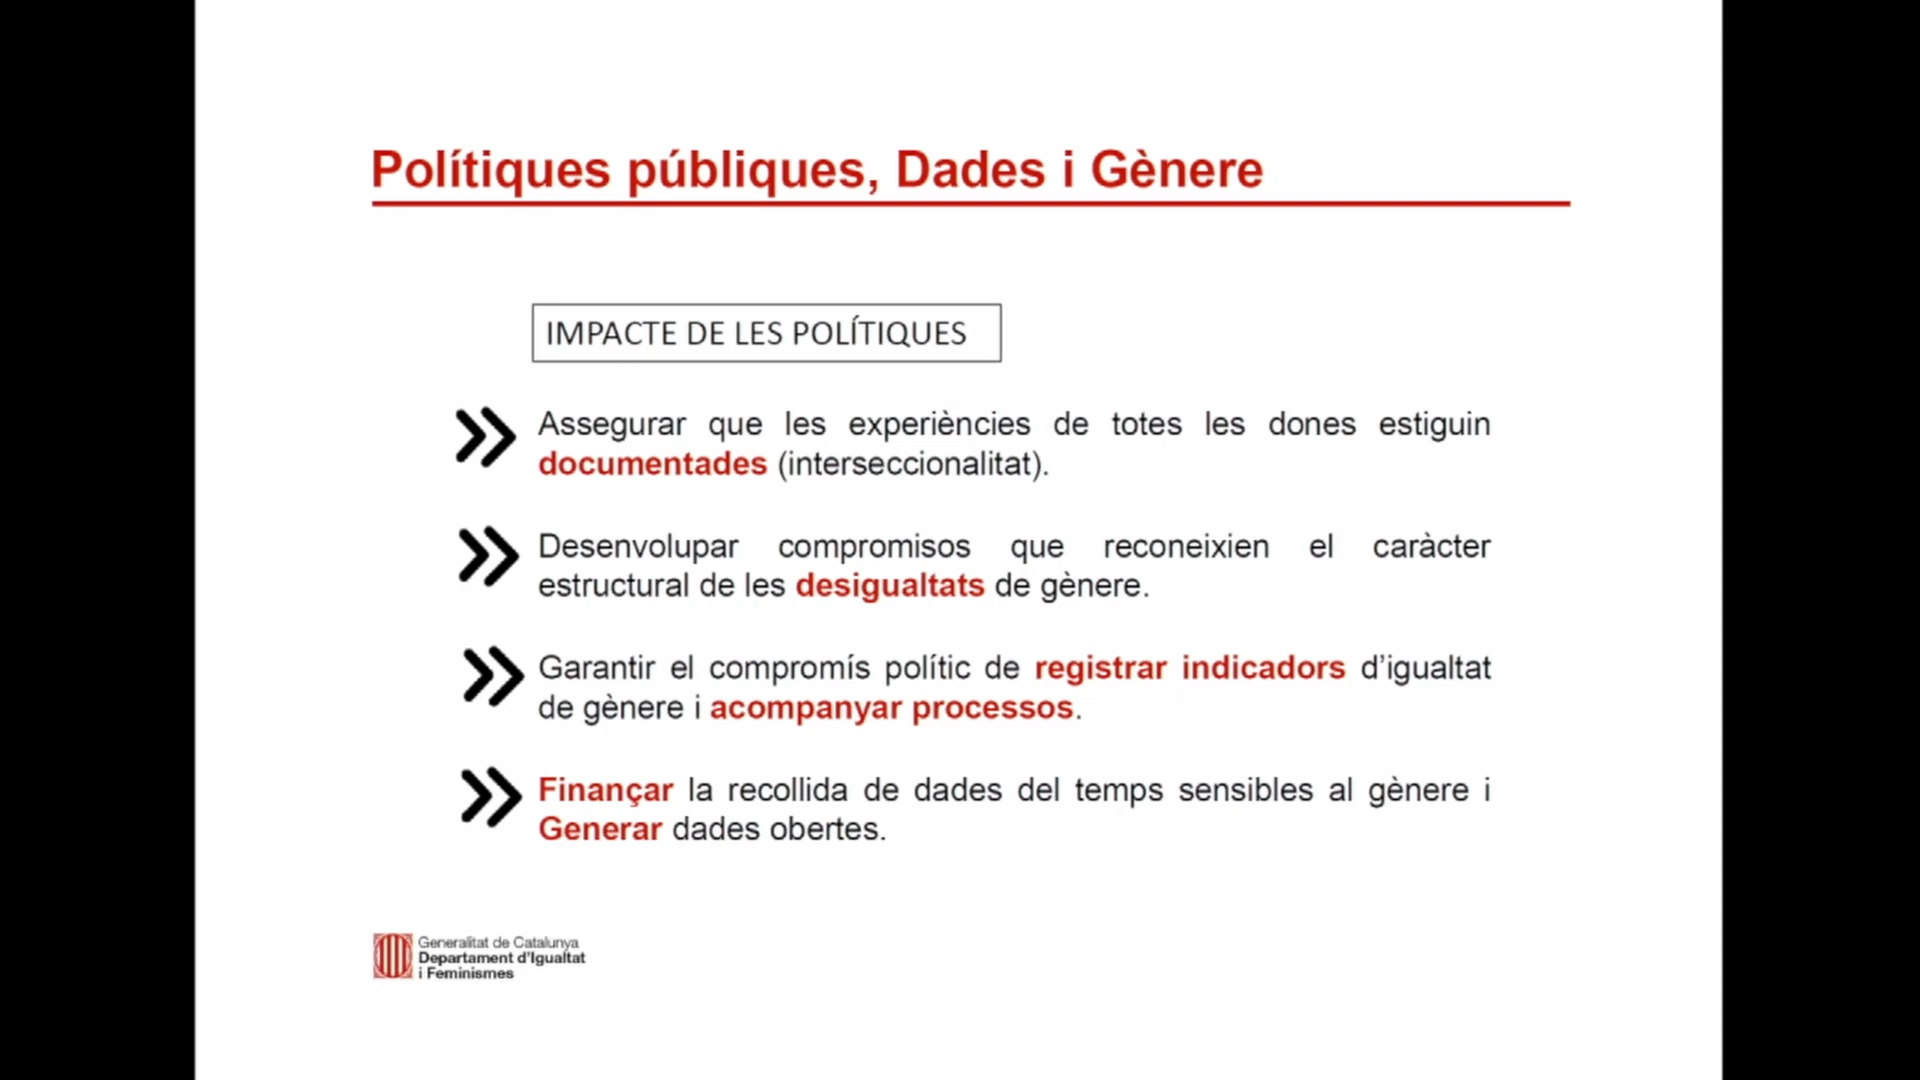 Polítiques públiques, Dades i Gènere
IMPACTE DE LES POLÍTIQUES
Assegurar que les experiències de totes les dones estiguin
documentades (interseccionalitat).
Desenvolupar compromisos que reconeixien el caràcter
estructural de les desigualtats de gènere.
Garantir el compromís polític de registrar indicadors d’igualtat
de gènere i acompanyar processos.
Finançar la recollida de dades del temps sensibles al gènere i
Generar dades obertes.
Generalitat de Catalunya
Departament d’Igualtat
i Feminismes